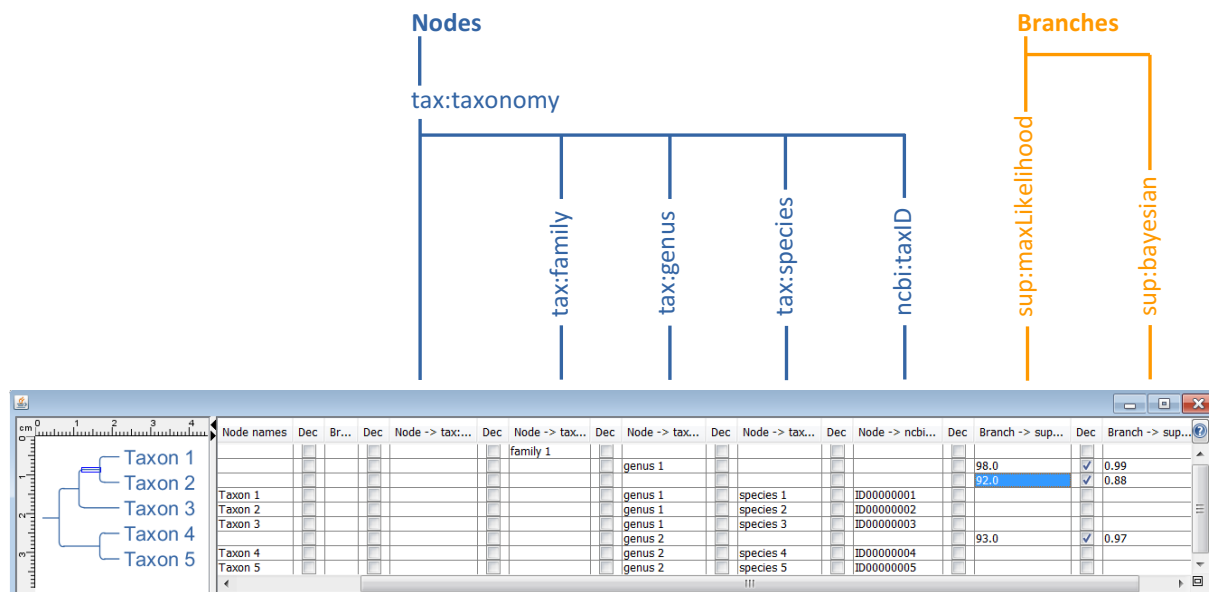 Nodes Branches
tax:taxonomy
tax:family
tax:genus
tax:species
ncbi:taxID
sup:maxLikelihood
sup:bayesian
cm 0 1 2 3 4
0
1
2
3
Taxon 1
Taxon 2
Taxon 3
Taxon 4
Taxon 5
Node names Dec Br... Dec Node -> tax:... Dec Node -> tax... Dec Node -> tax... Dec Node -> tax... Dec Node -> ncbi... Dec Branch -> sup... Dec Branch -> sup... ?
family 1
genus 1 98.0 0.99
92.0 0.88
Taxon 1 genus 1 species 1 ID00000001
Taxon 2 genus 1 species 2 ID00000002
Taxon 3 genus 1 species 3 ID00000003
genus 2 93.0 0.97
Taxon 4 genus 2 species 4 ID00000004
Taxon 5 genus 2 species 5 ID00000005